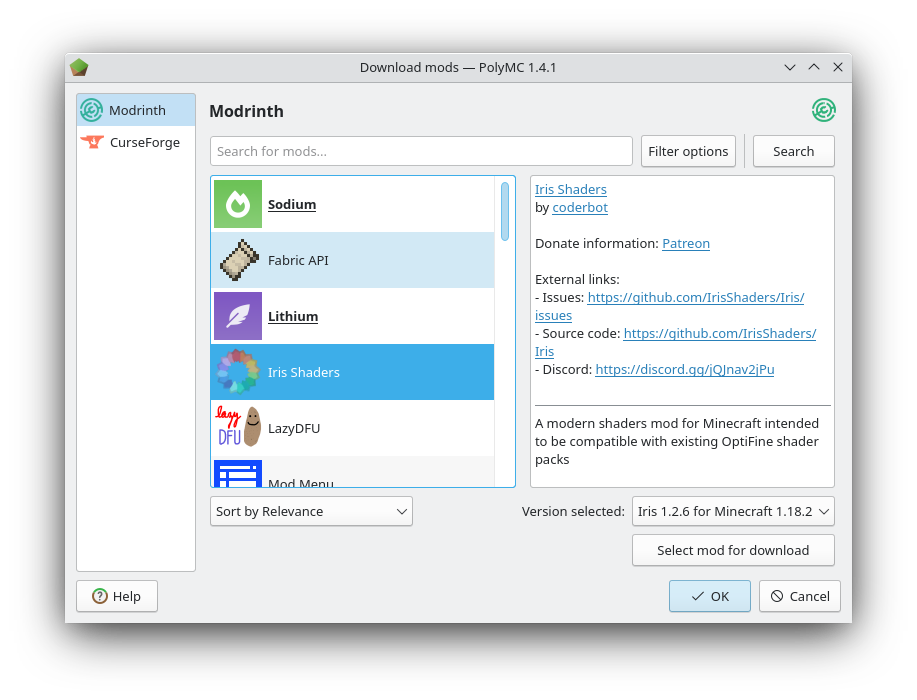 Download mods — PolyMC 1.4.1
Modrinth
CurseForge
Modrinth
Search for mods...
Filter options
Search
Sodium
Fabric API
Lithium
Iris Shaders
lazy
DFU
LazyDFU
Mod Menu
Iris Shaders
by coderbot
Donate information: Patreon
External links:
- Issues: https://github.com/IrisShaders/Iris/
issues
- Source code: https://github.com/IrisShaders/
Iris
- Discord: https://discord.gg/jQJnav2jPu
A modern shaders mod for Minecraft intended
to be compatible with existing OptiFine shader
packs
Sort by Relevance
Version selected:
Iris 1.2.6 for Minecraft 1.18.2
Select mod for download
Help
OK
Cancel